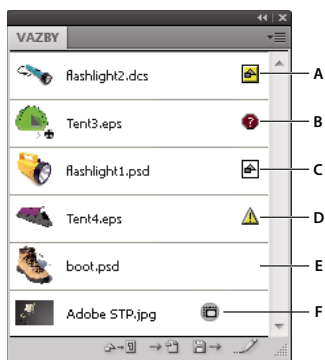 VAZBY
flashlight2.dcs
A
Tent3.eps
B
flashlight1.psd
C
Tent4.eps
D
boot.psd
E
Adobe STP.jpg
F